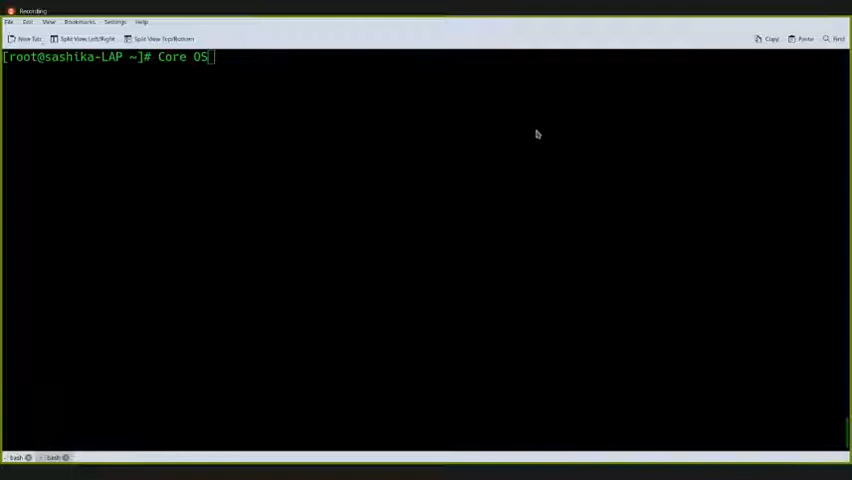 Recording
File Edit View Bookmarks Settings Help
New Tab Split View Left/Right Split View Top/Bottom Copy Paste Find
[root@sashika-LAP ~]# Core OS
bash bash